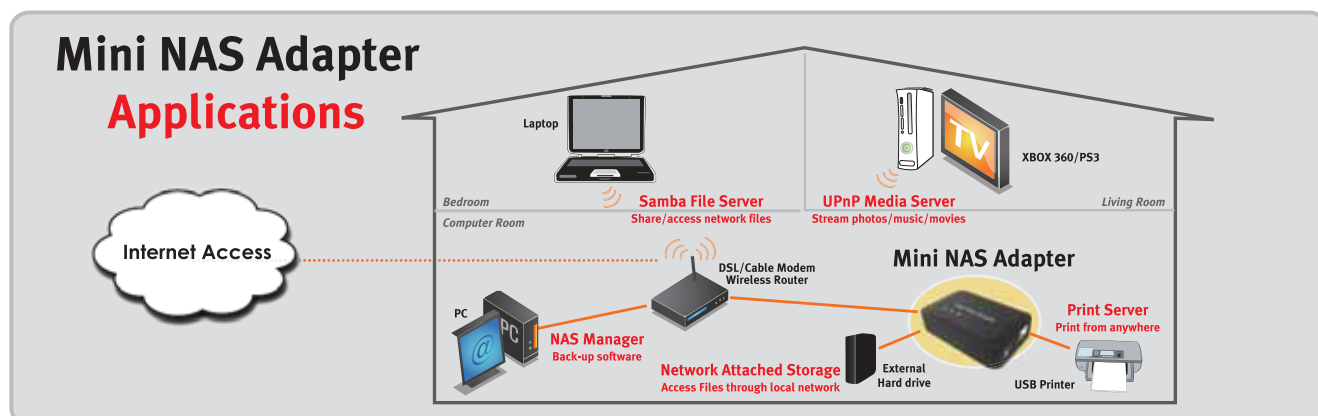 Mini NAS Adapter
Applications
Internet Access
Laptop
Bedroom
Samba File Server
Share/access network files
TV
XBOX 360/PS3
UPnP Media Server
Stream photos/music/movies
Living Room
Computer Room
DSL/Cable Modem
Wireless Router
PC
PC
@
NAS Manager
Back-up software
Mini NAS Adapter
Network Attached Storage
Access Files through local network
External
Hard drive
Print Server
Print from anywhere
USB Printer